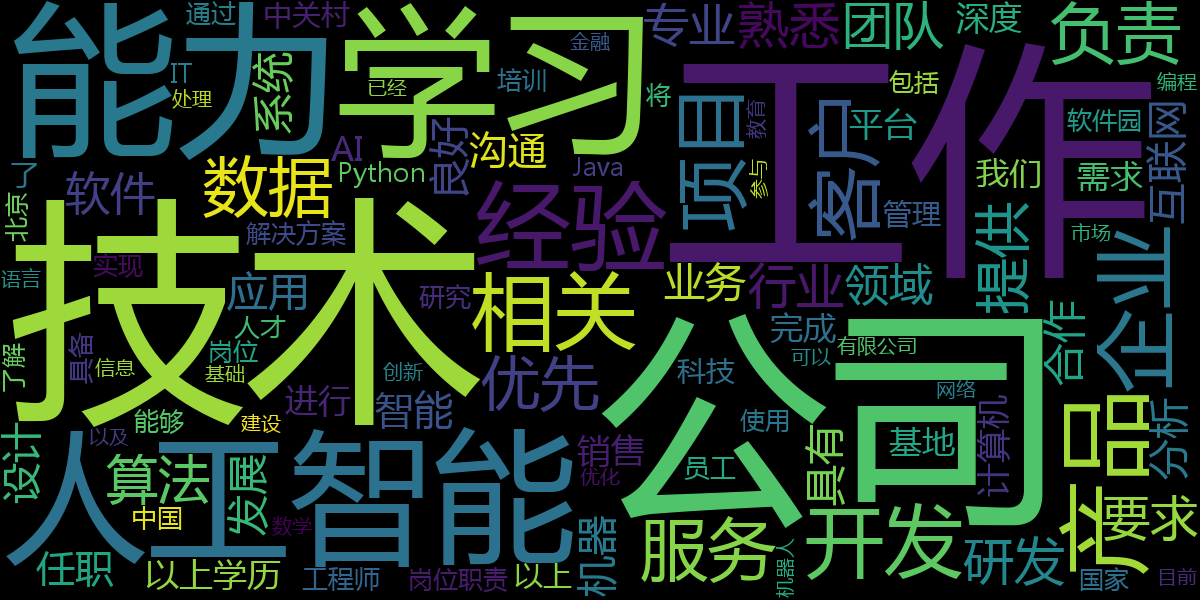 能力
学习
工作
技术
公司
人工智能
通过
中关村
IT
处理
系统
金融
已经
培训
将
专业
熟悉
团队
深度
负责
包括
编程
教育
参与
平台
软件园
互联网
项目
客户
管理
我们
需求
市场
了
北京
软件
数据
AI
Python
良好
沟通
Java
经验
解决方案
语言
实现
应用
研究
相关
业务
行业
领域
提供
企业
合作
完成
可以
有限公司
科技
网络
了解
具备
信息
岗位
人才
基础
创新
进行
智能
优先
能够
建设
以及
设计
算法
发展
中国
数学
销售
优化
使用
员工
具有
基地
计算机
产品
分析
要求
任职
以上学历
工程师
岗位职责
以上
机器
服务
机器人
开发
研发
国家
目前